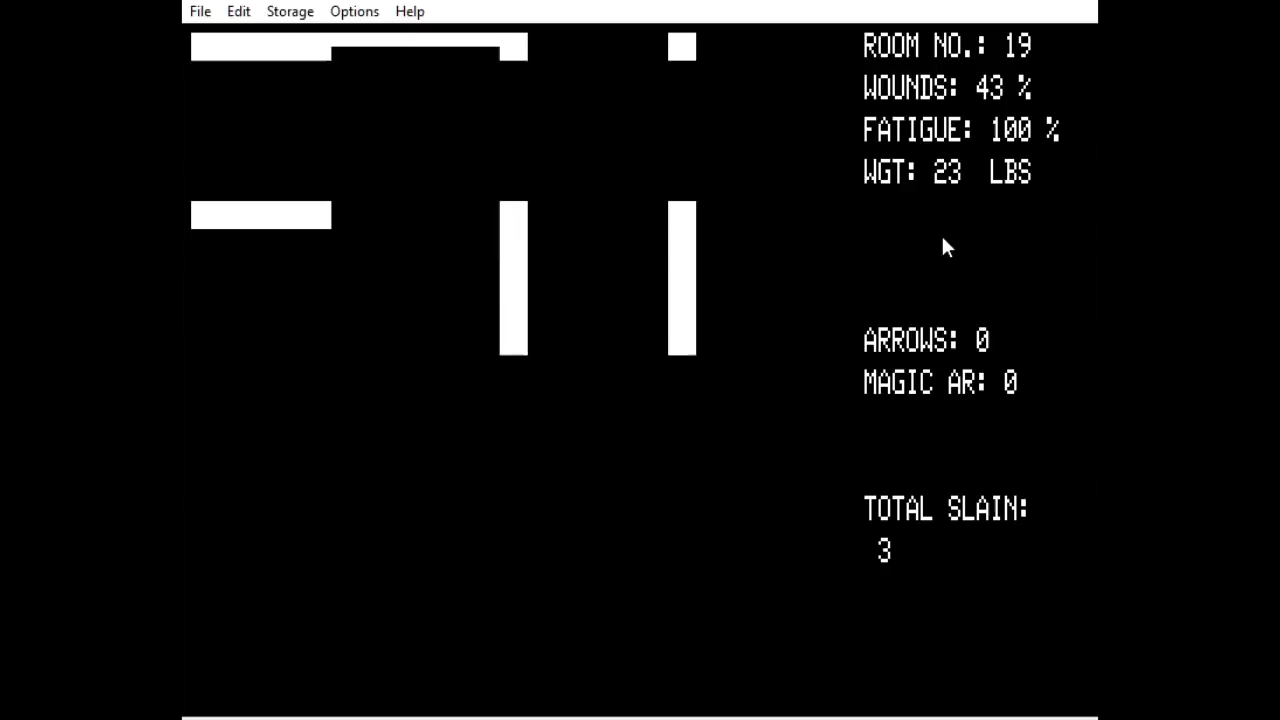 File Edit Storage Options Help
ROOM NO.: 19
WOUNDS: 43 %
FATIGUE: 100 %
WGT: 23 LBS
ARROWS: 0
MAGIC AR: 0
TOTAL SLAIN:
3